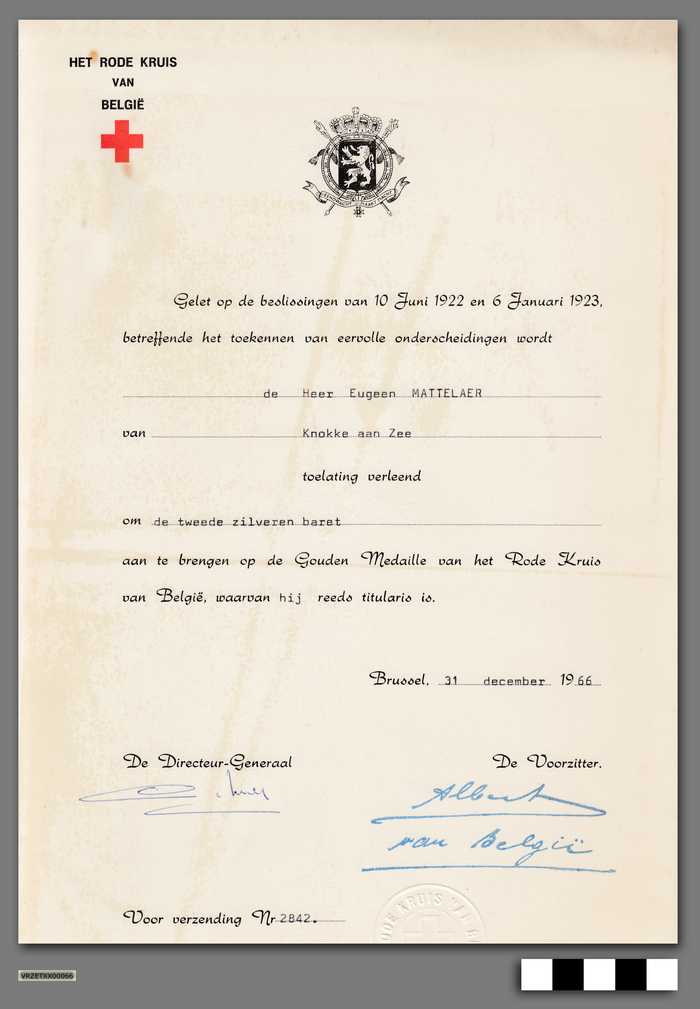 HET RODE KRUIS
VAN
BELGIË
Gelet op de beslissingen van 10 Juni 1922 en 6 Januari 1923,
betreffende het toekennen van eervolle onderscheidingen wordt
de Heer Eugeen MATTELAER
van Knokke aan Zee
toelating verleend
om de tweede zilveren baret
aan te brengen op de Gouden Medaille van het Rode Kruis
van België, waarvan hij reeds titularis is.
Brussel, 31 december 1966
De Directeur-Generaal De Voorzitter.
Albert
van België
Voor verzending Nr 2842.
KRUIS
VRZETXX00066